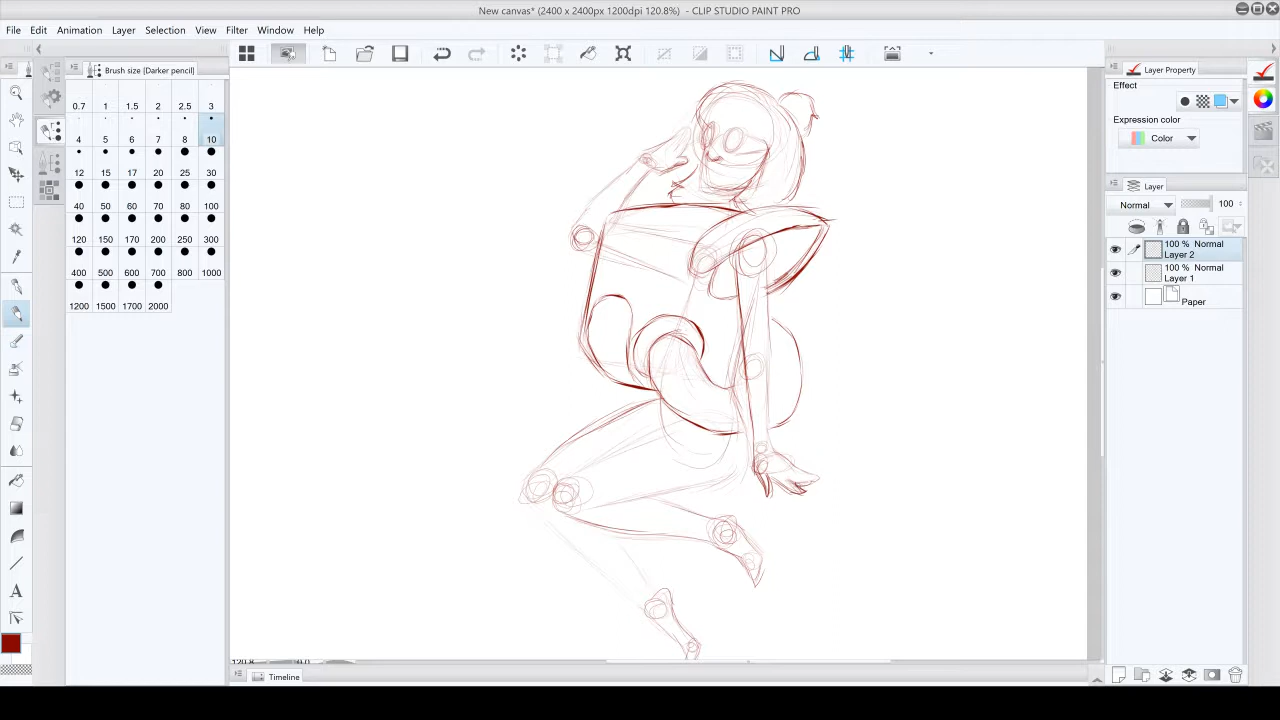 New canvas* (2400 x 2400px 1200dpi 120.8%) - CLIP STUDIO PAINT PRO
File Edit Animation Layer Selection View Filter Window Help
Brush size (Darker pencil)
0.7 1 1.5 2 2.5 3
4 5 6 7 8 10
12 15 17 20 25 30
40 50 60 70 80 100
120 150 170 200 250 300
400 500 600 700 800 1000
1200 1500 1700 2000
Layer Property
Effect
Expression color
Color
Layer
Normal 100
100 % Normal
Layer 2
100 % Normal
Layer 1
Paper
A
120.8 0.0
Timeline